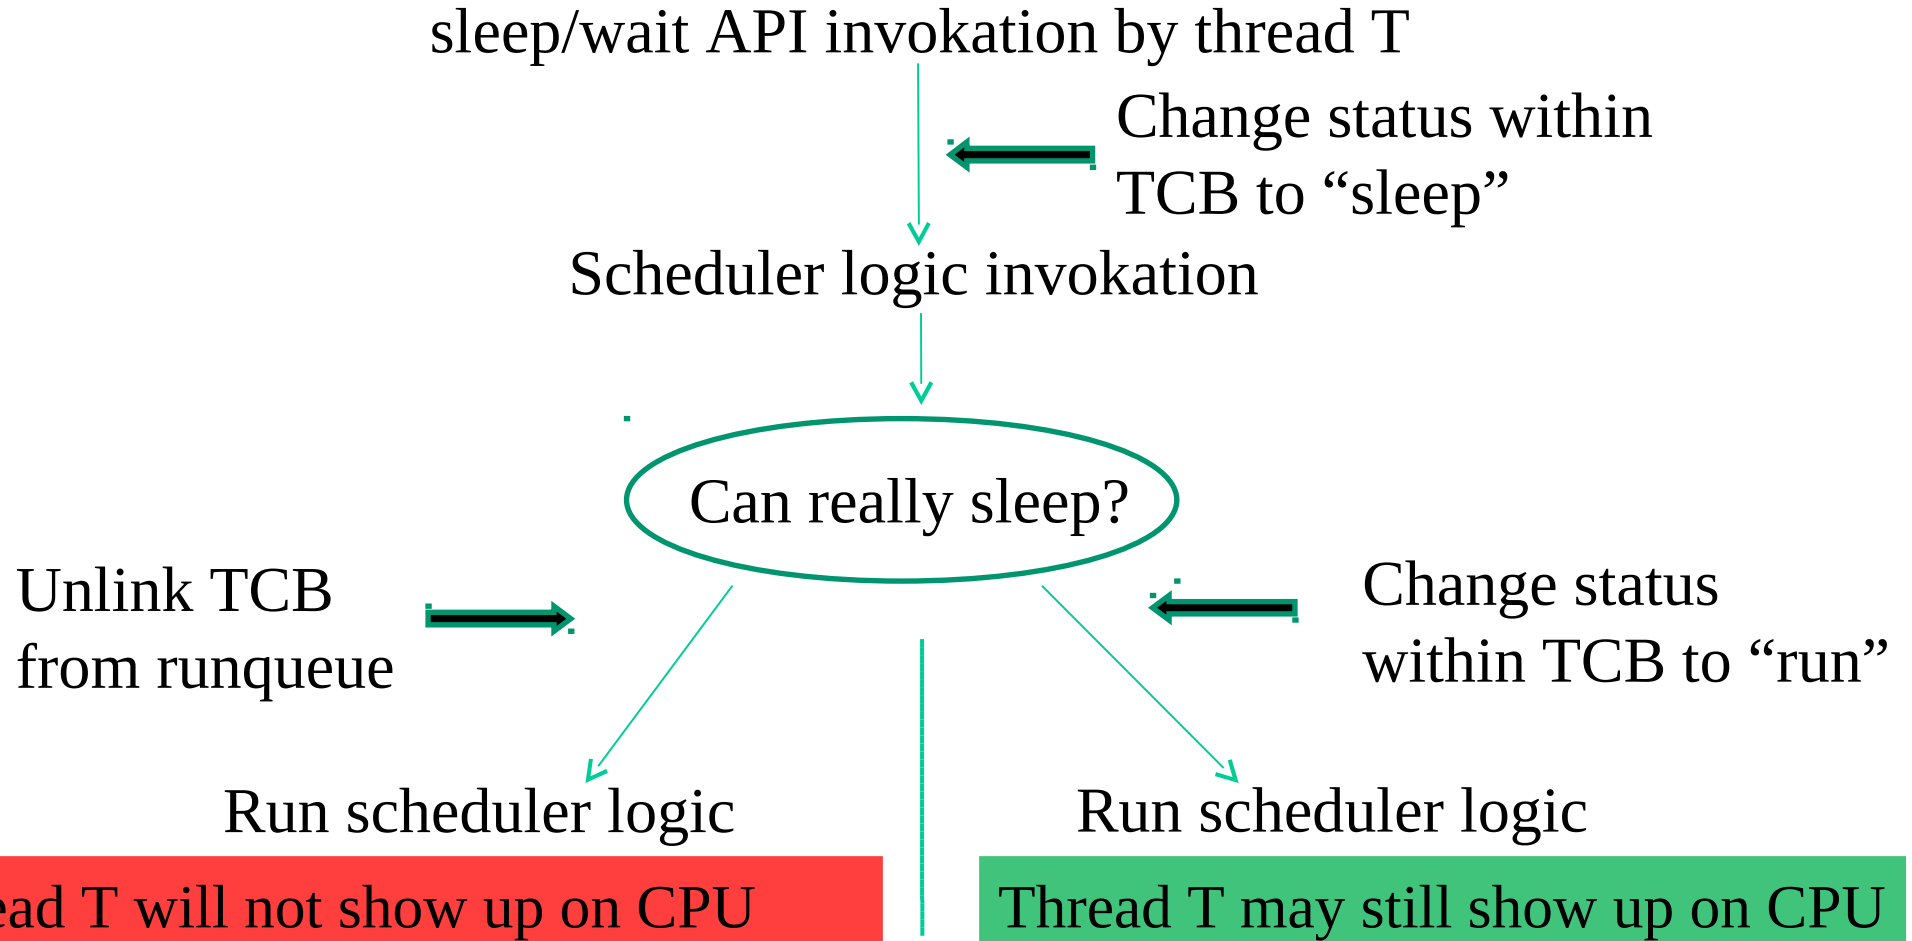 sleep/wait API invokation by thread T
Change status within
TCB to “sleep”
Scheduler logic invokation
Can really sleep?
Unlink TCB
from runqueue
Change status
within TCB to “run”
Run scheduler logic
Run scheduler logic
ead T will not show up on CPU
Thread T may still show up on CPU